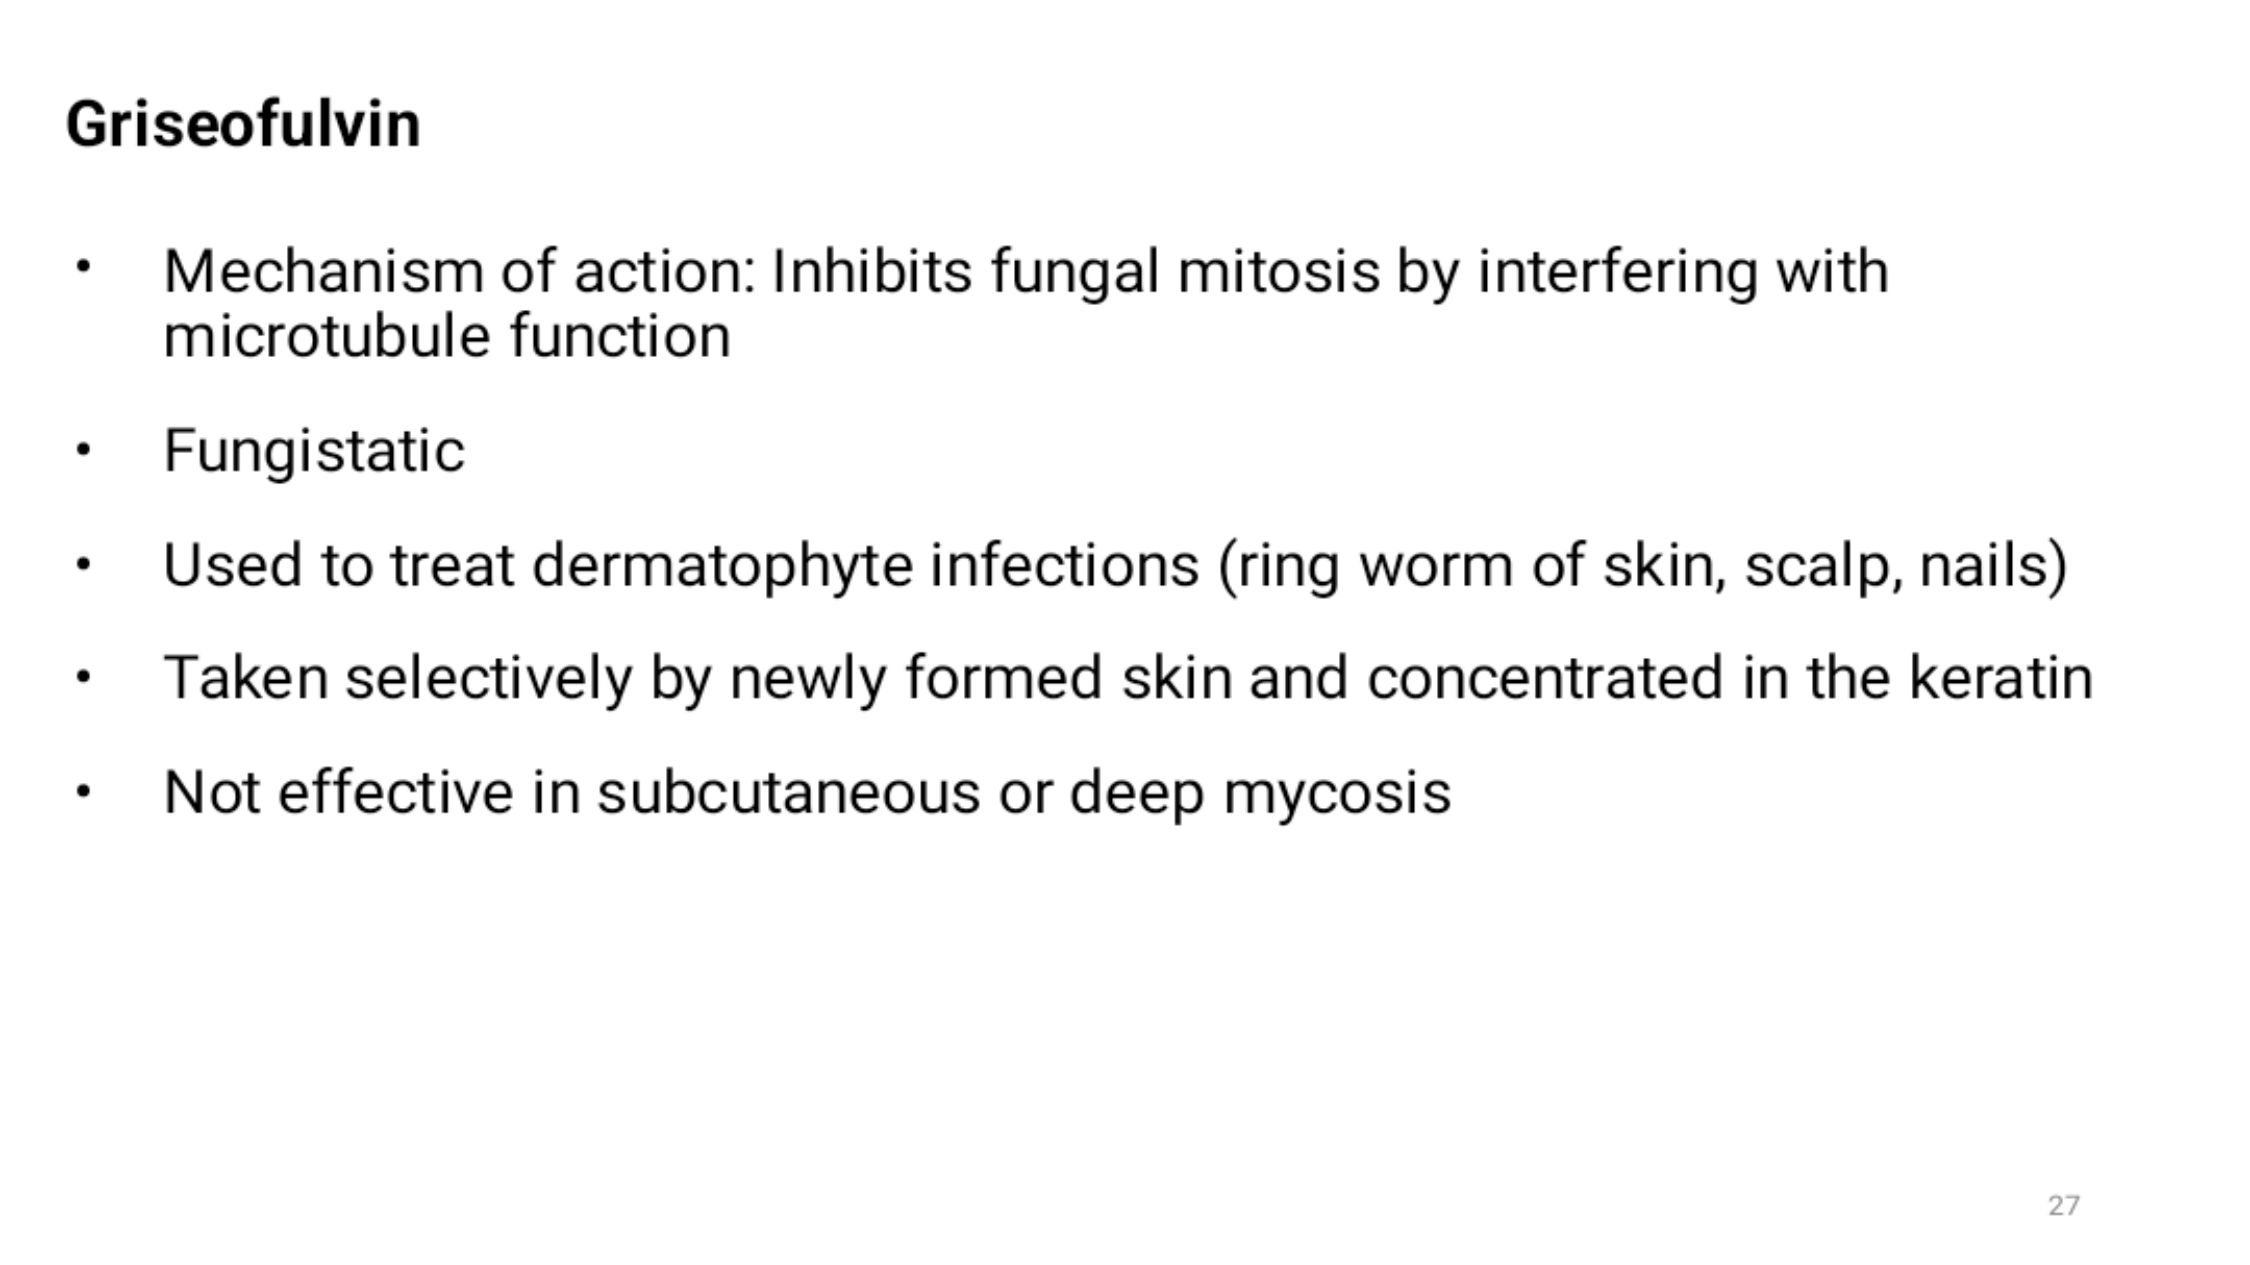 Griseofulvin
• Mechanism of action: Inhibits fungal mitosis by interfering with
microtubule function
• Fungistatic
• Used to treat dermatophyte infections (ring worm of skin, scalp, nails)
• Taken selectively by newly formed skin and concentrated in the keratin
• Not effective in subcutaneous or deep mycosis
27